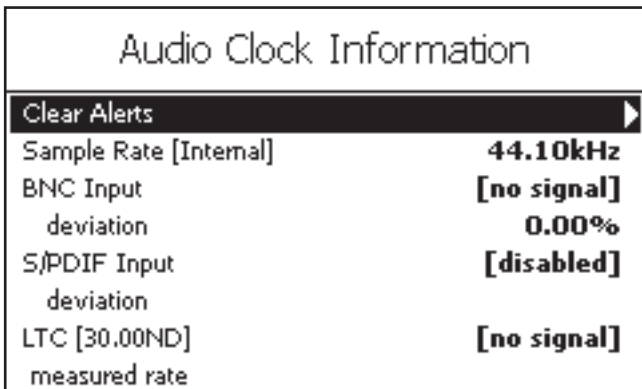 Audio Clock Information
Clear Alerts
Sample Rate [Internal] 44.10kHz
BNC Input [no signal]
deviation 0.00%
S/PDIF Input [disabled]
deviation
LTC [30.00ND] [no signal]
measured rate